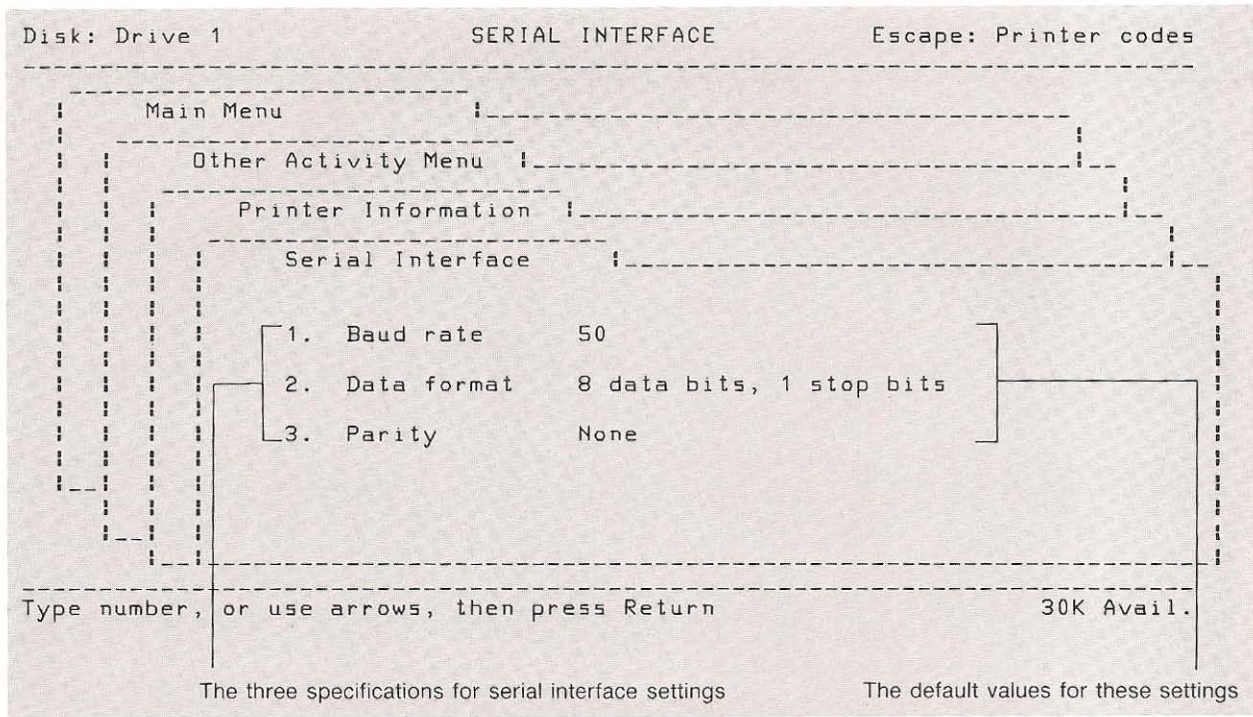 Disk: Drive 1 SERIAL INTERFACE Escape: Printer codes
Main Menu
Other Activity Menu
Printer Information
Serial Interface
1. Baud rate 50
2. Data format 8 data bits, 1 stop bits
3. Parity None
Type number, or use arrows, then press Return 30K Avail.
The three specifications for serial interface settings The default values for these settings